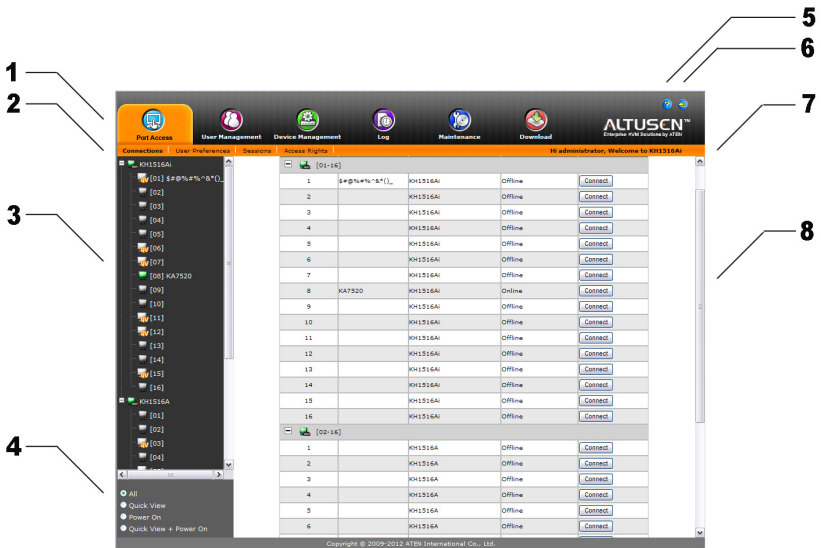 5
6
1
2
7
3
8
4
Port Access
User Management
Device Management
Log
Maintenance
Download
ALTUSEN™
Enterprise KVM Solutions by ATEN
Connections
User Preferences
Sessions
Access Rights
Hi administrator, Welcome to KH1516Ai
KH1516Ai
[01] $#@%#%^&*()_
[02]
[03]
[04]
[05]
[06]
[07]
[08] KA7520
[09]
[10]
[11]
[12]
[13]
[14]
[15]
[16]
KH1516A
[01]
[02]
[03]
[04]
All
Quick View
Power On
Quick View + Power On
[01-16]
1 $#@%#%^&*()_ KH1516Ai Offline Connect
2 KH1516Ai Offline Connect
3 KH1516Ai Offline Connect
4 KH1516Ai Offline Connect
5 KH1516Ai Offline Connect
6 KH1516Ai Offline Connect
7 KH1516Ai Offline Connect
8 KA7520 KH1516Ai Online Connect
9 KH1516Ai Offline Connect
10 KH1516Ai Offline Connect
11 KH1516Ai Offline Connect
12 KH1516Ai Offline Connect
13 KH1516Ai Offline Connect
14 KH1516Ai Offline Connect
15 KH1516Ai Offline Connect
16 KH1516Ai Offline Connect
[02-16]
1 KH1516A Offline Connect
2 KH1516A Offline Connect
3 KH1516A Offline Connect
4 KH1516A Offline Connect
5 KH1516A Offline Connect
6 KH1516A Offline Connect
Copyright © 2009-2012 ATEN International Co., Ltd.